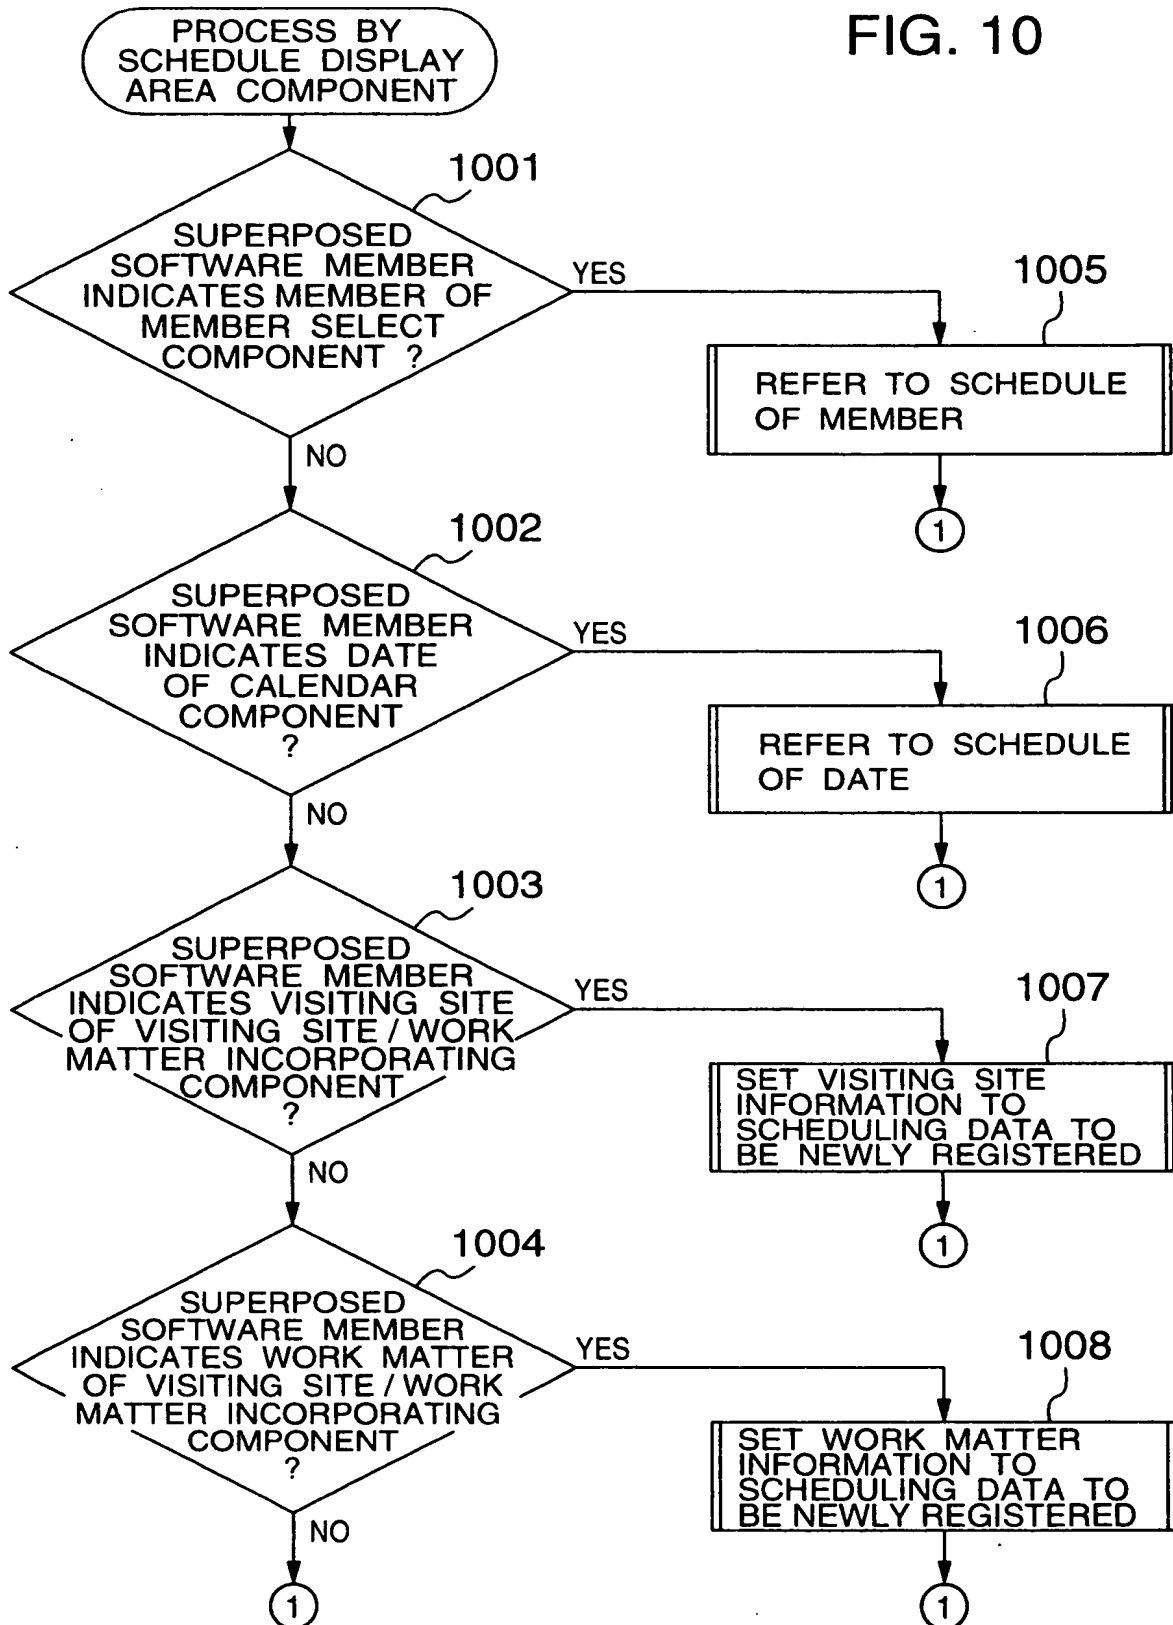 FIG. 10
PROCESS BY
SCHEDULE DISPLAY
AREA COMPONENT
1001
SUPERPOSED
SOFTWARE MEMBER
INDICATES MEMBER OF
MEMBER SELECT
COMPONENT ?
YES
1005
REFER TO SCHEDULE
OF MEMBER
1
NO
1002
SUPERPOSED
SOFTWARE MEMBER
INDICATES DATE
OF CALENDAR
COMPONENT
?
YES
1006
REFER TO SCHEDULE
OF DATE
1
NO
1003
SUPERPOSED
SOFTWARE MEMBER
INDICATES VISITING SITE
OF VISITING SITE / WORK
MATTER INCORPORATING
COMPONENT
?
YES
1007
SET VISITING SITE
INFORMATION TO
SCHEDULING DATA TO
BE NEWLY REGISTERED
1
NO
1004
SUPERPOSED
SOFTWARE MEMBER
INDICATES WORK MATTER
OF VISITING SITE / WORK
MATTER INCORPORATING
COMPONENT
?
YES
1008
SET WORK MATTER
INFORMATION TO
SCHEDULING DATA TO
BE NEWLY REGISTERED
1
NO
1